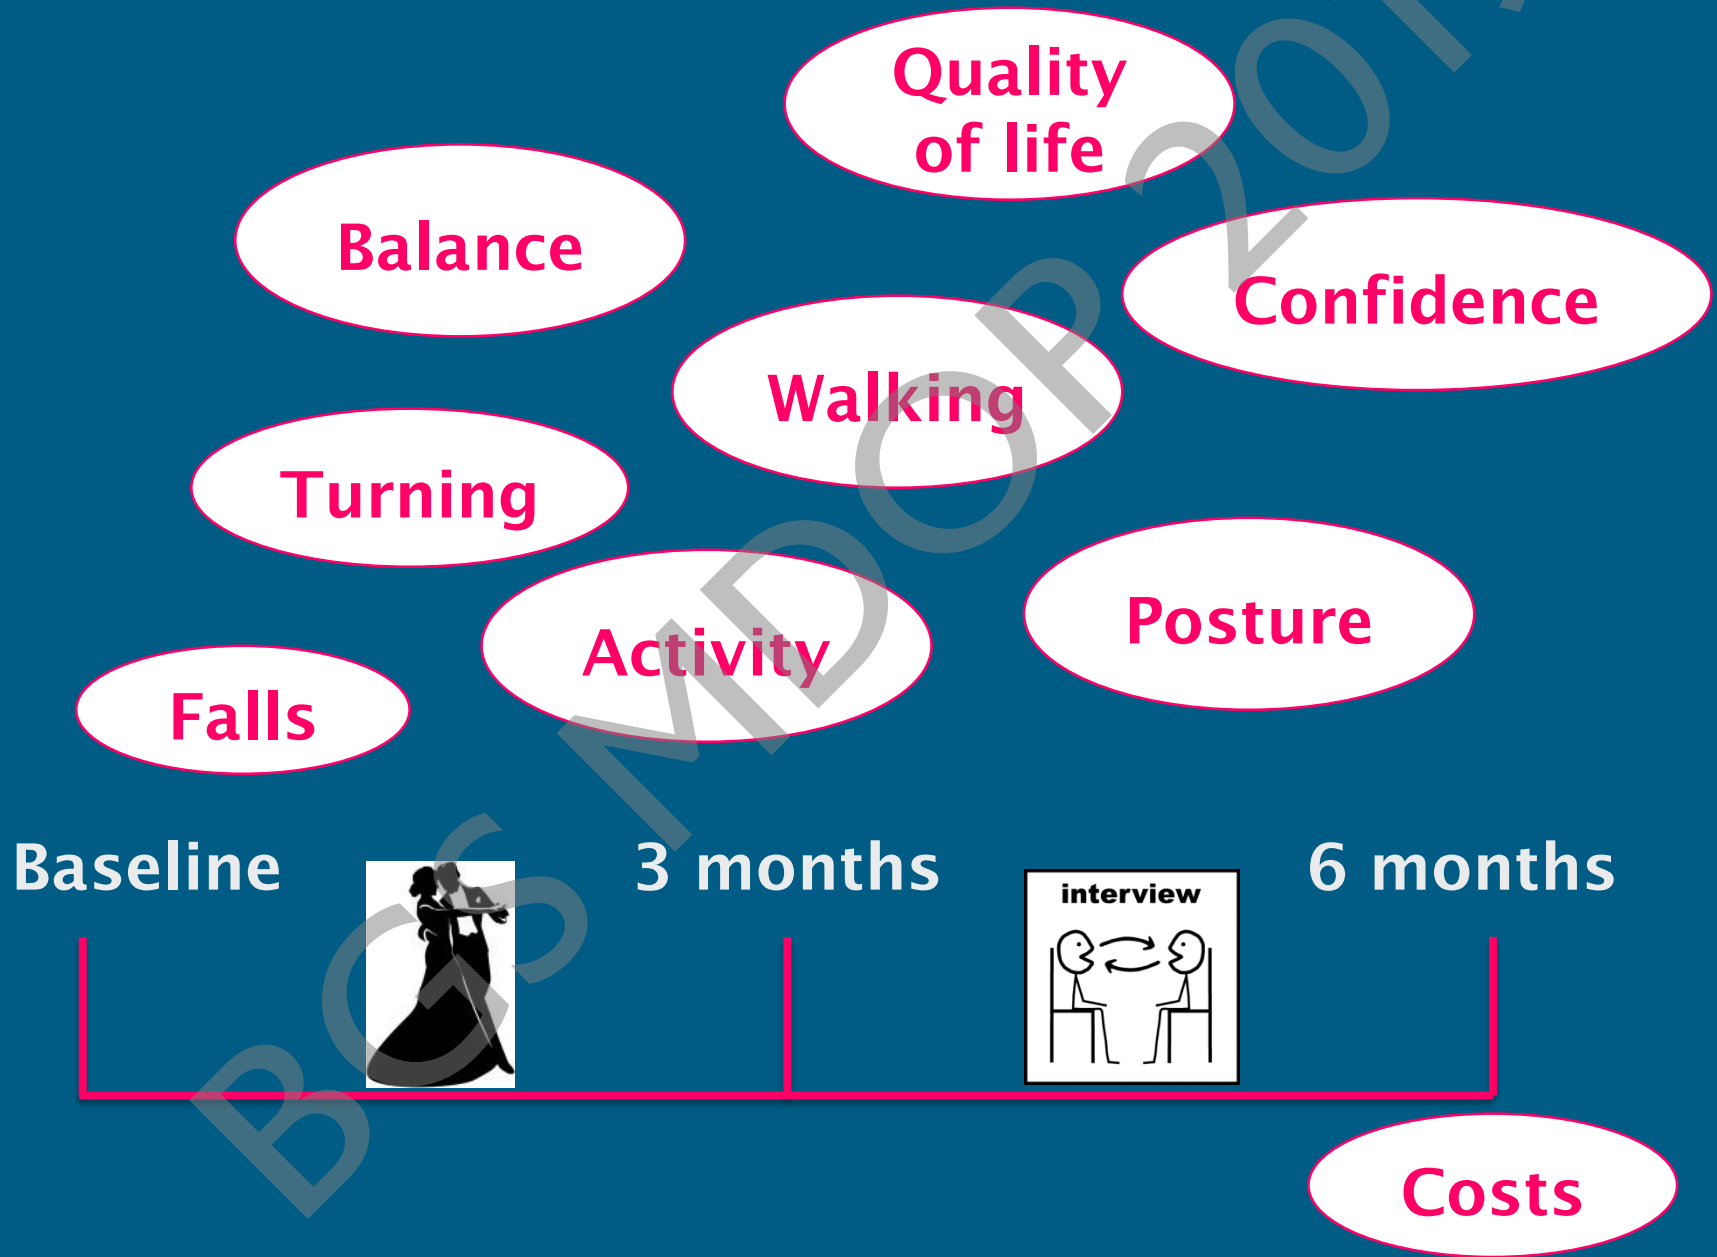 Quality
of life
Balance
Confidence
Walking
Turning
Posture
Activity
Falls
Baseline
3 months
6 months
interview
Costs
BGS MDOP